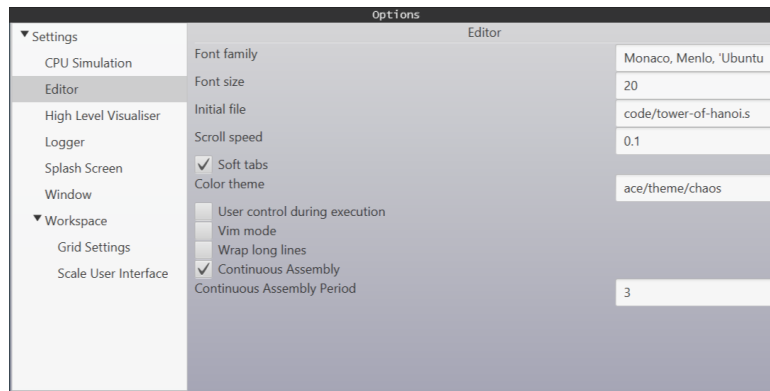 Options
Settings
CPU Simulation
Editor
High Level Visualiser
Logger
Splash Screen
Window
Workspace
Grid Settings
Scale User Interface
Editor
Font family
Monaco, Menlo, 'Ubuntu
Font size
20
Initial file
code/tower-of-hanoi.s
Scroll speed
0.1
Soft tabs
Color theme
ace/theme/chaos
User control during execution
Vim mode
Wrap long lines
Continuous Assembly
Continuous Assembly Period
3